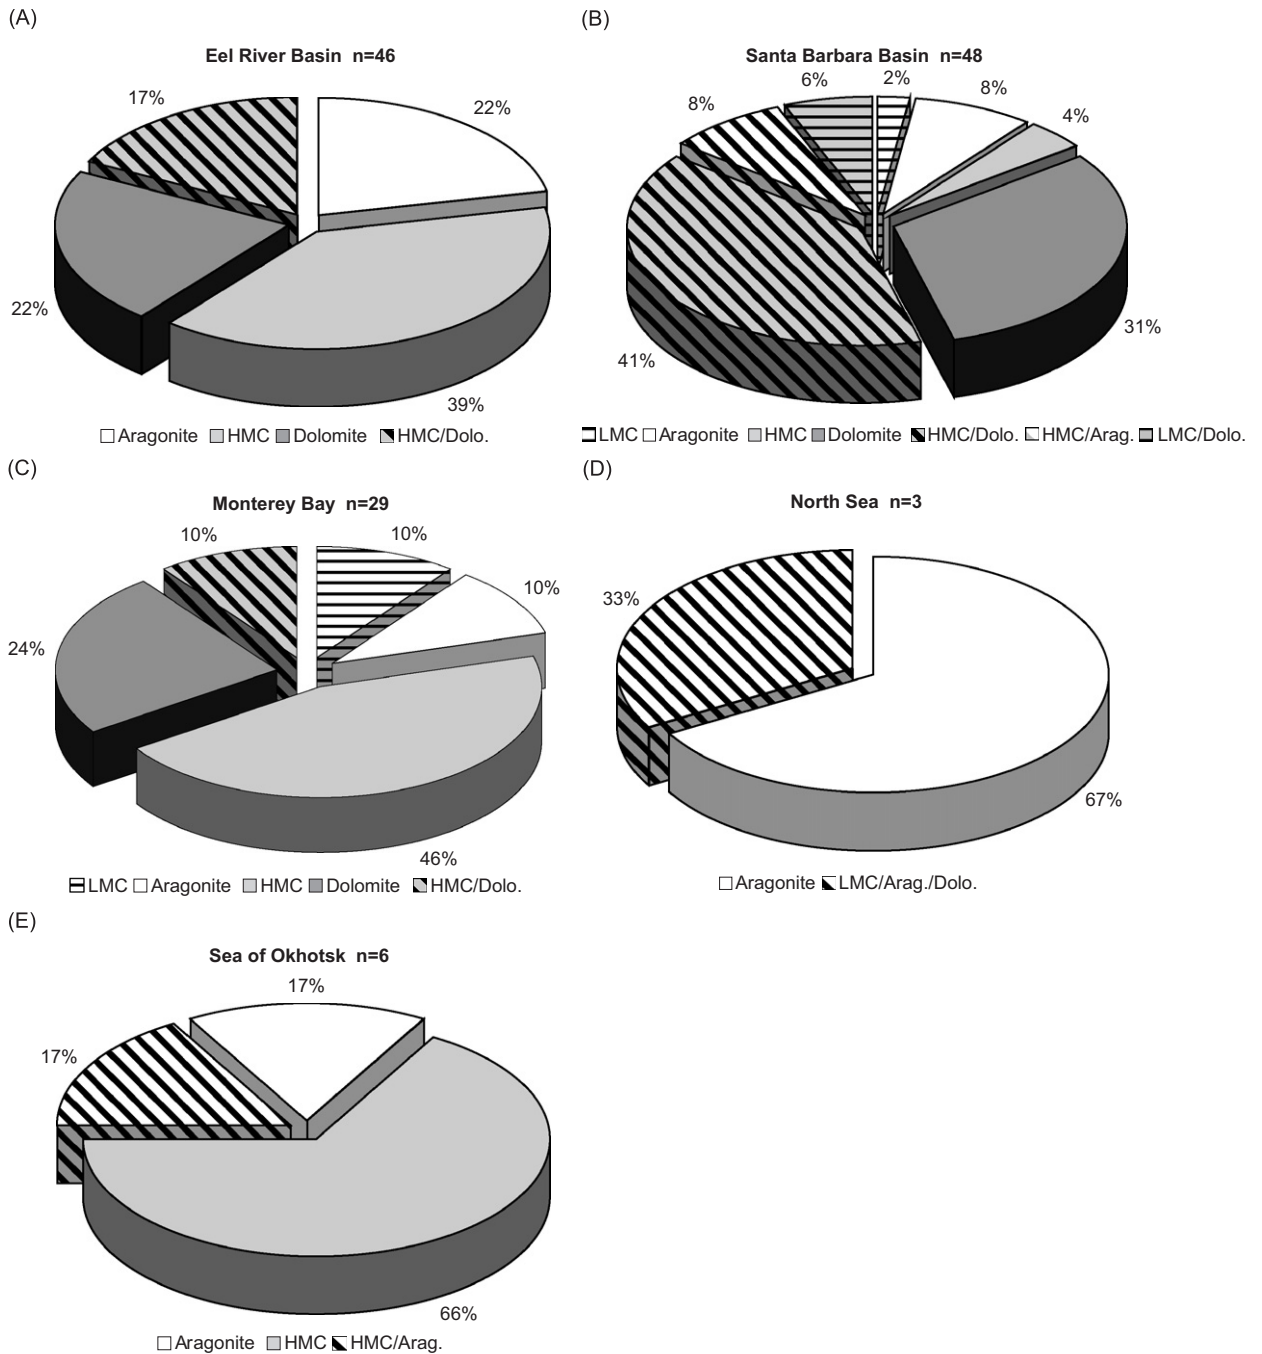 (A)
Eel River Basin n=46
17%
22%
22%
39%
Aragonite HMC Dolomite HMC/Dolo.
(B)
Santa Barbara Basin n=48
6%
2%
8%
8%
4%
31%
41%
LMC Aragonite HMC Dolomite HMC/Dolo. HMC/Arag. LMC/Dolo.
(C)
Monterey Bay n=29
10%
10%
10%
24%
46%
LMC Aragonite HMC Dolomite HMC/Dolo.
(D)
North Sea n=3
33%
67%
Aragonite LMC/Arag./Dolo.
(E)
Sea of Okhotsk n=6
17%
17%
66%
Aragonite HMC HMC/Arag.